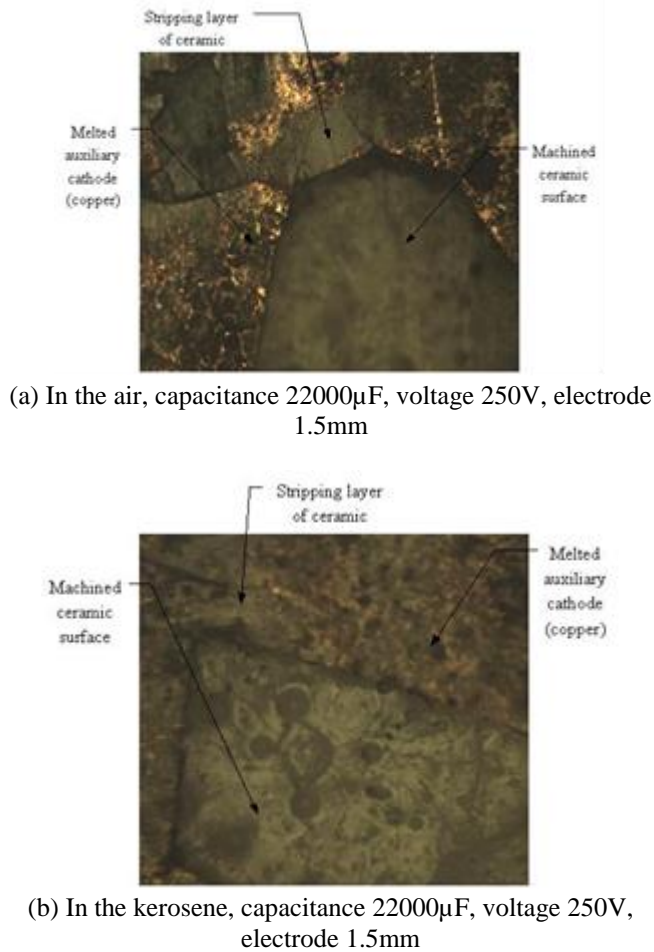 Stripping layer
of ceramic
Melted
auxiliary
cathode
(copper)
Machined
ceramic
surface
(a) In the air, capacitance 22000µF, voltage 250V, electrode
1.5mm
Stripping layer
of ceramic
Machined
ceramic
surface
Melted
auxiliary
cathode
(copper)
(b) In the kerosene, capacitance 22000µF, voltage 250V,
electrode 1.5mm